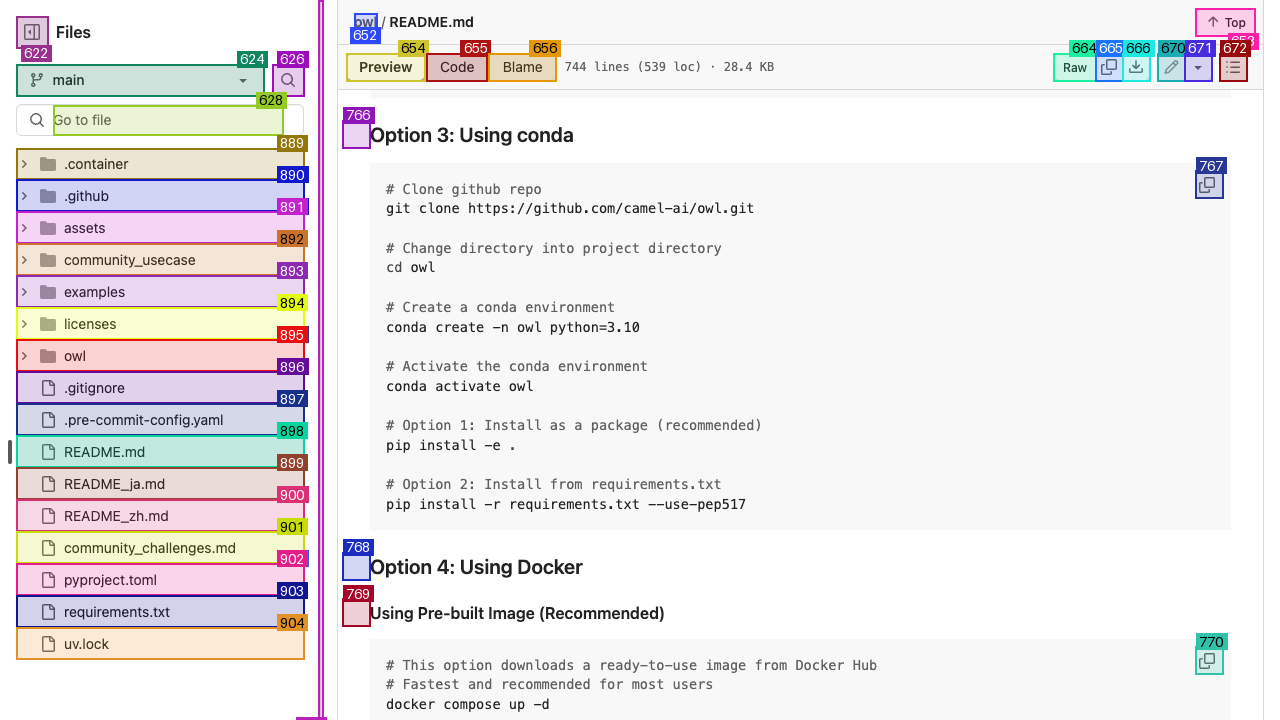 Files
622
main
624
626
Go to file
628
.container
889
.github
890
assets
891
community_usecase
892
examples
893
licenses
894
owl
895
.gitignore
896
.pre-commit-config.yaml
897
README.md
898
README_ja.md
899
README_zh.md
900
community_challenges.md
901
pyproject.toml
902
requirements.txt
903
uv.lock
904
owl / README.md
652
Top
653
Preview
654
Code
655
Blame
656
744 lines (539 loc) · 28.4 KB
Raw
664
665
666
670
671
672
766
Option 3: Using conda
767
# Clone github repo
git clone https://github.com/camel-ai/owl.git
# Change directory into project directory
cd owl
# Create a conda environment
conda create -n owl python=3.10
# Activate the conda environment
conda activate owl
# Option 1: Install as a package (recommended)
pip install -e .
# Option 2: Install from requirements.txt
pip install -r requirements.txt --use-pep517
768
Option 4: Using Docker
769
Using Pre-built Image (Recommended)
770
# This option downloads a ready-to-use image from Docker Hub
# Fastest and recommended for most users
docker compose up -d